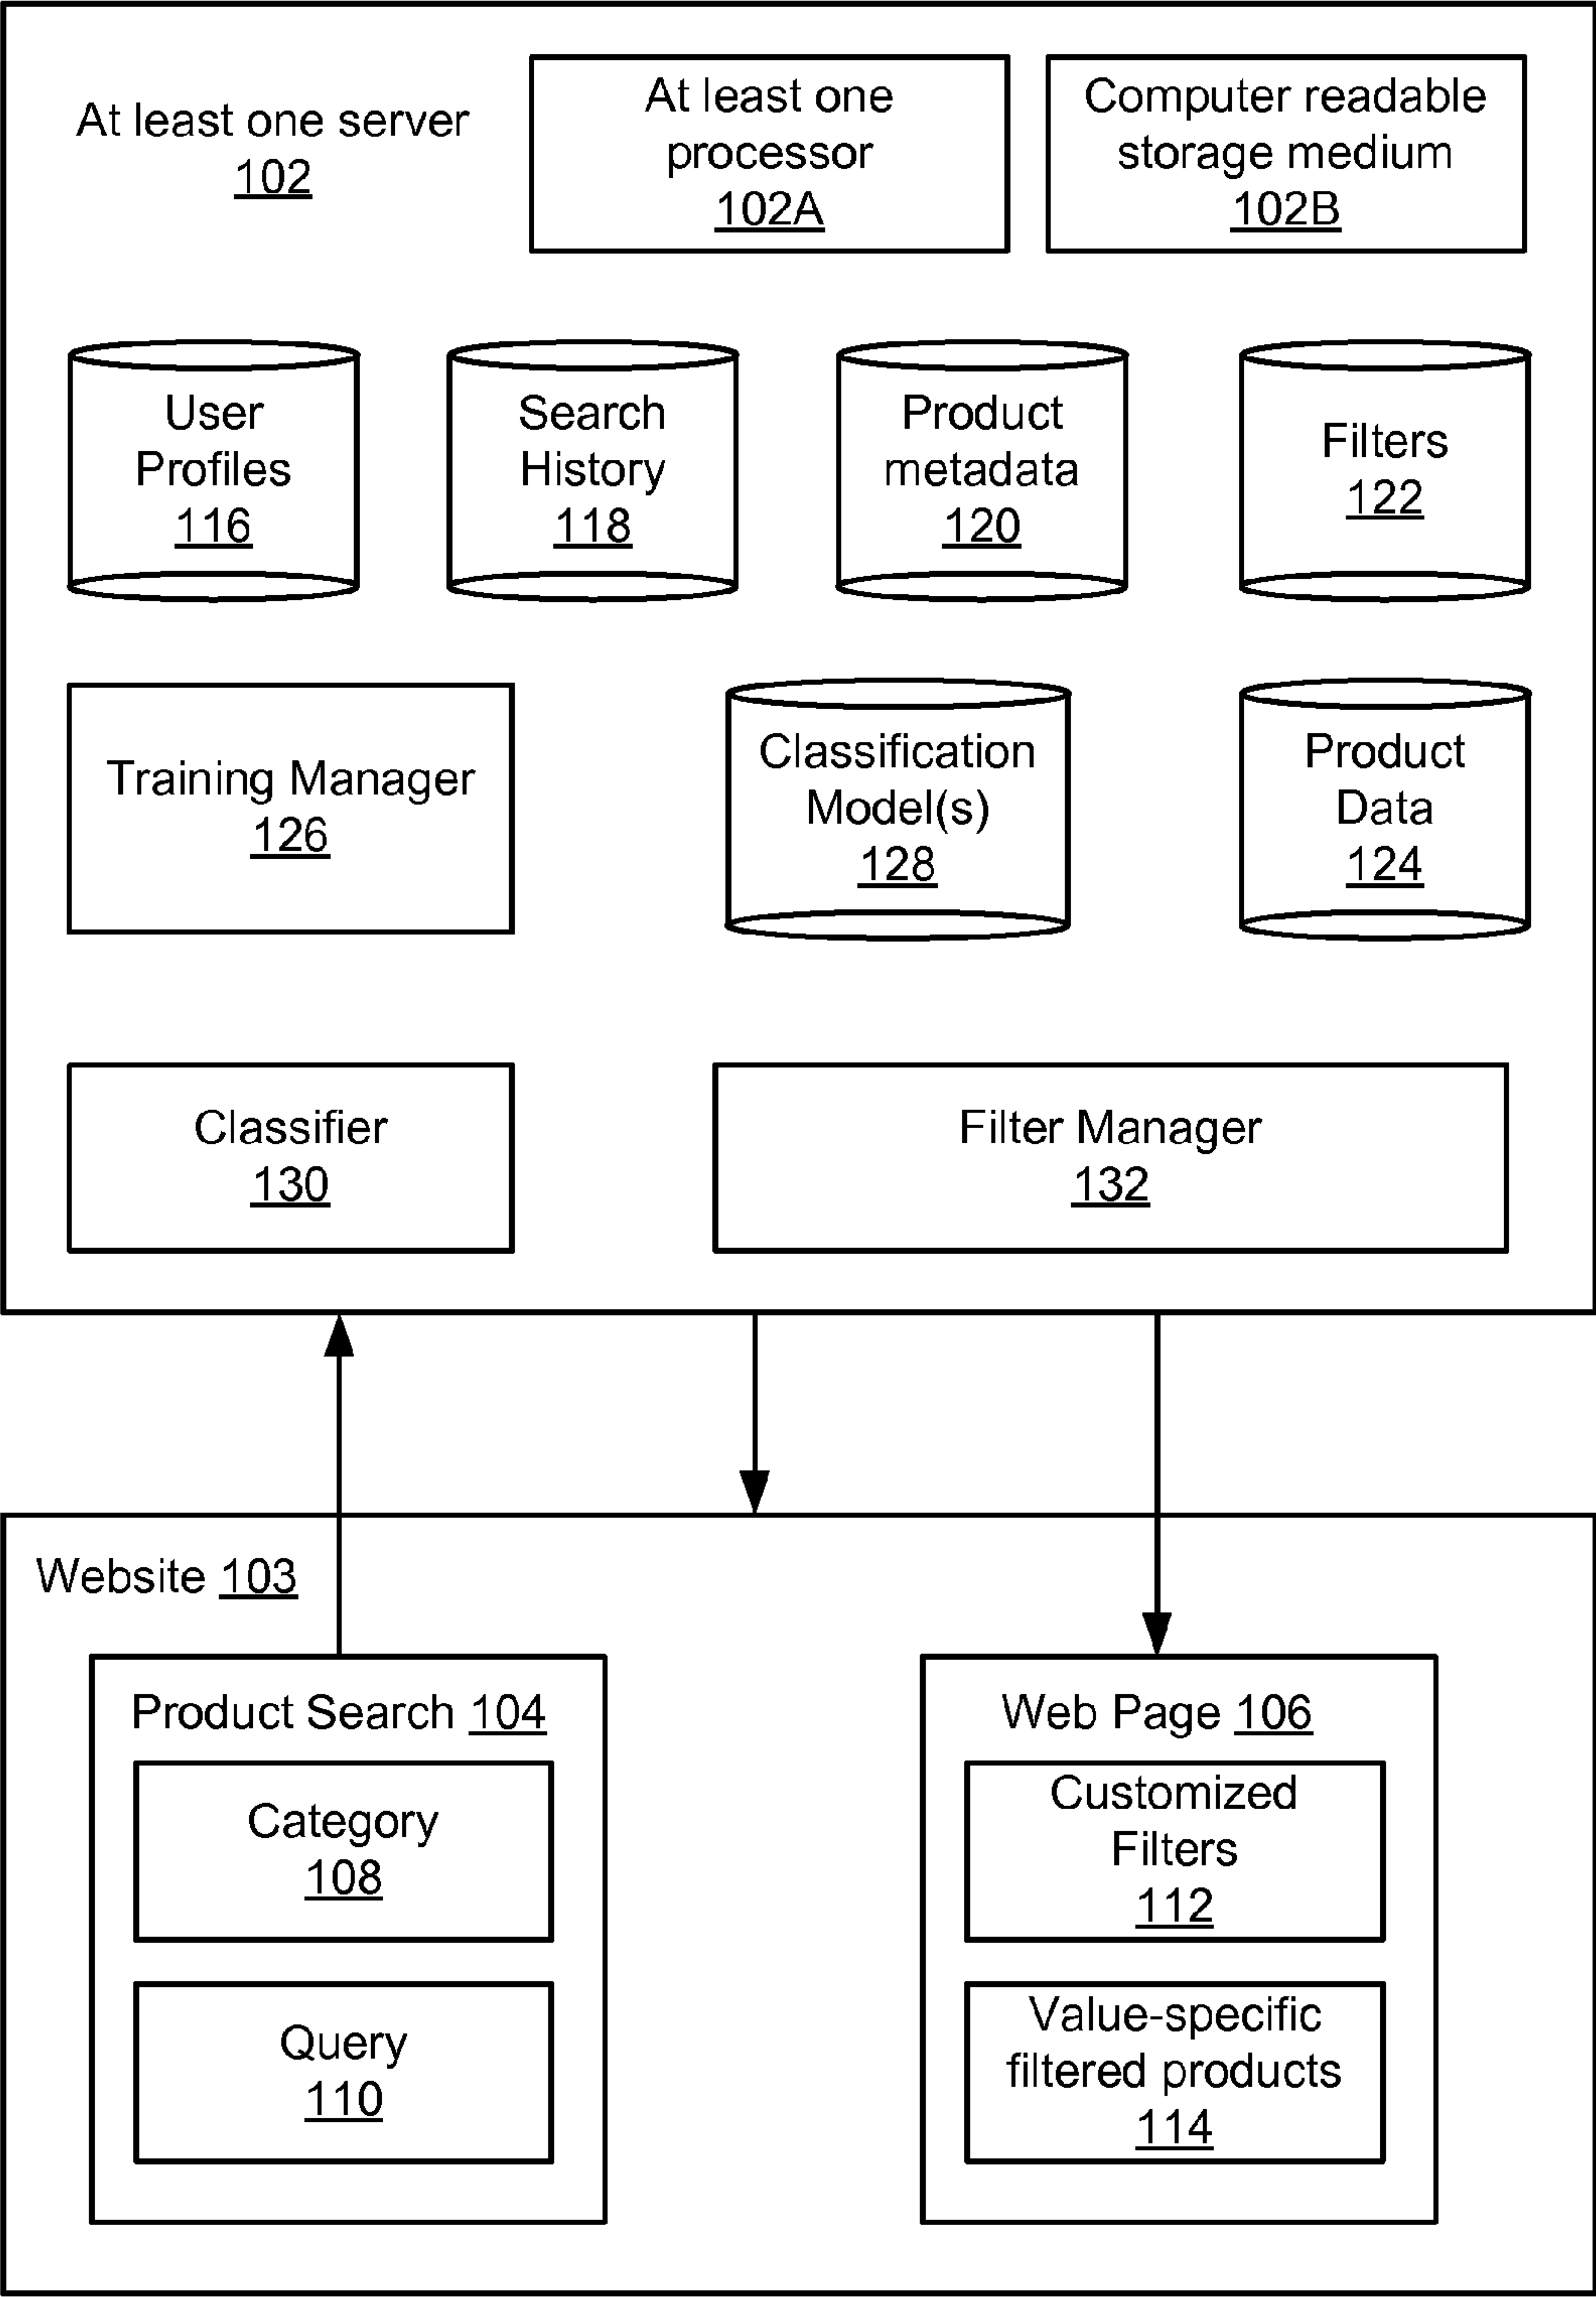 At least one server
102
At least one
processor
102A
Computer readable
storage medium
102B
User
Profiles
116
Search
History
118
Product
metadata
120
Filters
122
Training Manager
126
Classification
Model(s)
128
Product
Data
124
Classifier
130
Filter Manager
132
Website 103
Product Search 104
Category
108
Query
110
Web Page 106
Customized
Filters
112
Value-specific
filtered products
114